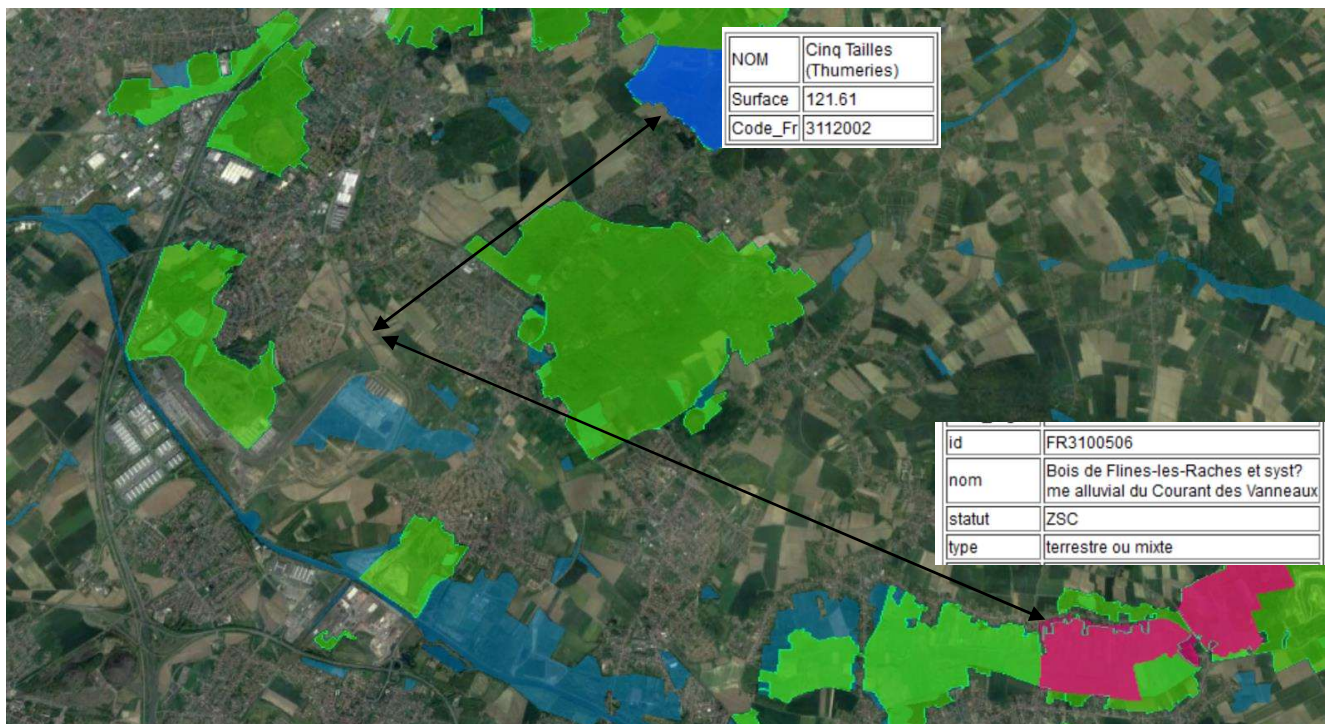 NOM Cinq Tailles
(Thumeries)
Surface 121.61
Code_Fr 3112002
id FR3100506
nom Bois de Flines-les-Raches et syst?
me alluvial du Courant des Vanneaux
statut ZSC
type terrestre ou mixte